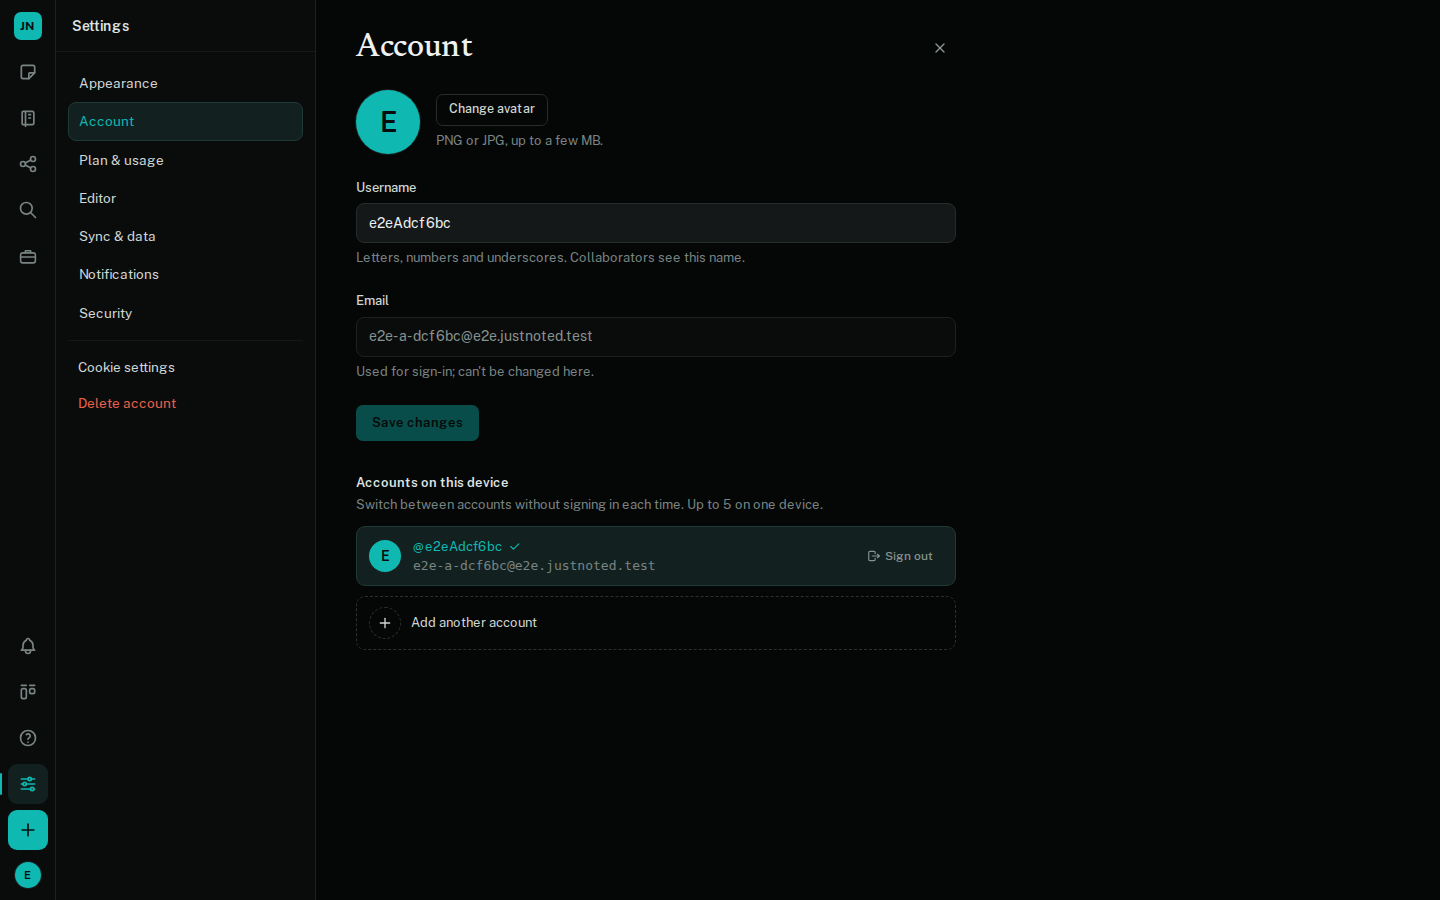 JN
Settings
Appearance
Account
Plan & usage
Editor
Sync & data
Notifications
Security
Cookie settings
Delete account
E
Account
E
Change avatar
PNG or JPG, up to a few MB.
Username
e2eAdcf6bc
Letters, numbers and underscores. Collaborators see this name.
Email
e2e-a-dcf6bc@e2e.justnoted.test
Used for sign-in; can't be changed here.
Save changes
Accounts on this device
Switch between accounts without signing in each time. Up to 5 on one device.
E
@e2eAdcf6bc
e2e-a-dcf6bc@e2e.justnoted.test
Sign out
Add another account